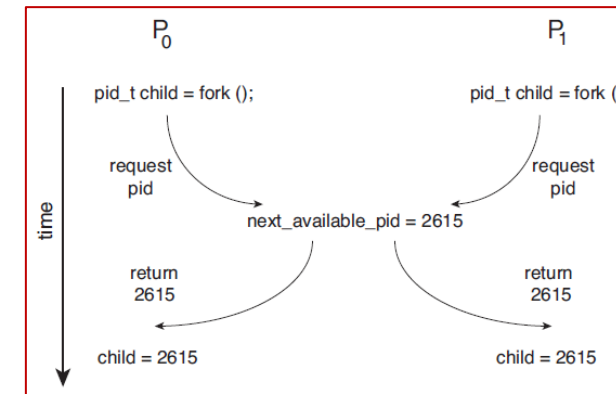 P0 P1
pid_t child = fork (); pid_t child = fork (
request pid request pid
time
next_available_pid = 2615
return 2615 return 2615
child = 2615 child = 2615